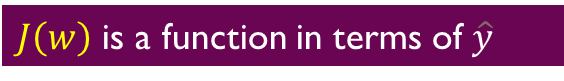 J(w) is a function in terms of ŷ